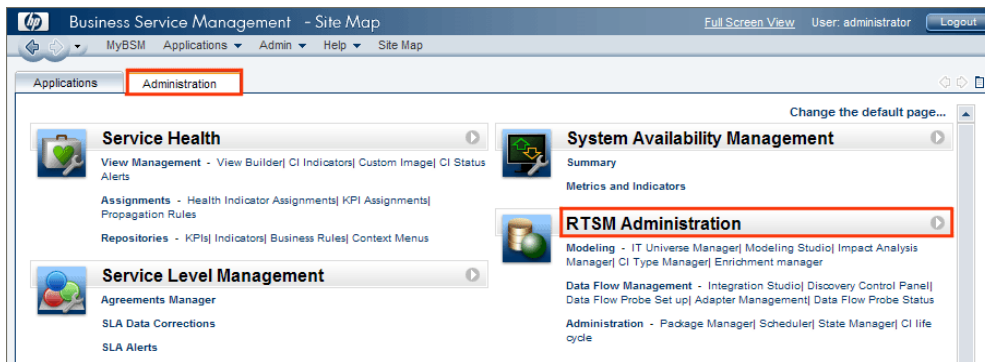 hp Business Service Management - Site Map
Full Screen View User: administrator Logout
MyBSM Applications Admin Help Site Map
Applications Administration
Change the default page...
Service Health
View Management - View Builder| CI Indicators| Custom Image| CI Status
Alerts
Assignments - Health Indicator Assignments| KPI Assignments|
Propagation Rules
Repositories - KPIs| Indicators| Business Rules| Context Menus
Service Level Management
Agreements Manager
SLA Data Corrections
SLA Alerts
System Availability Management
Summary
Metrics and Indicators
RTSM Administration
Modeling - IT Universe Manager| Modeling Studio| Impact Analysis
Manager| CI Type Manager| Enrichment manager
Data Flow Management - Integration Studio| Discovery Control Panel|
Data Flow Probe Set up| Adapter Management| Data Flow Probe Status
Administration - Package Manager| Scheduler| State Manager| CI life
cycle